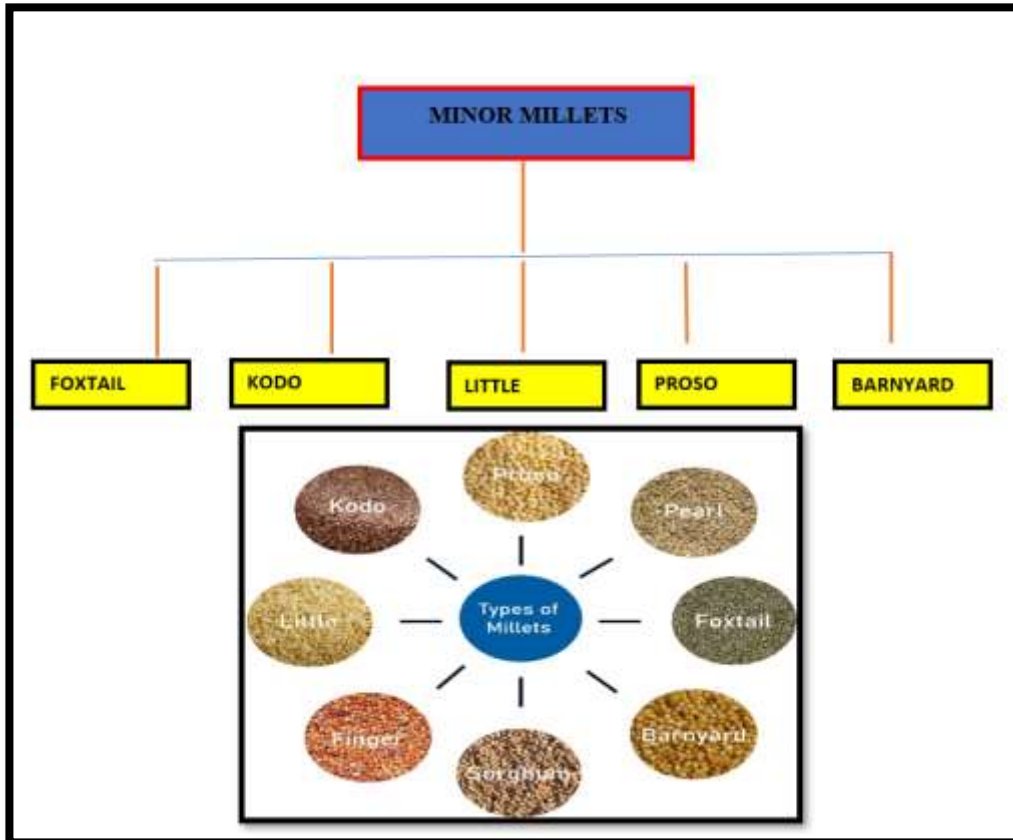 MINOR MILLETS
FOXTAIL
KODO
LITTLE
PROSO
BARNYARD
Proso
Kodo
Pearl
Little
Types of
Millets
Foxtail
Finger
Barnyard
Sorghum